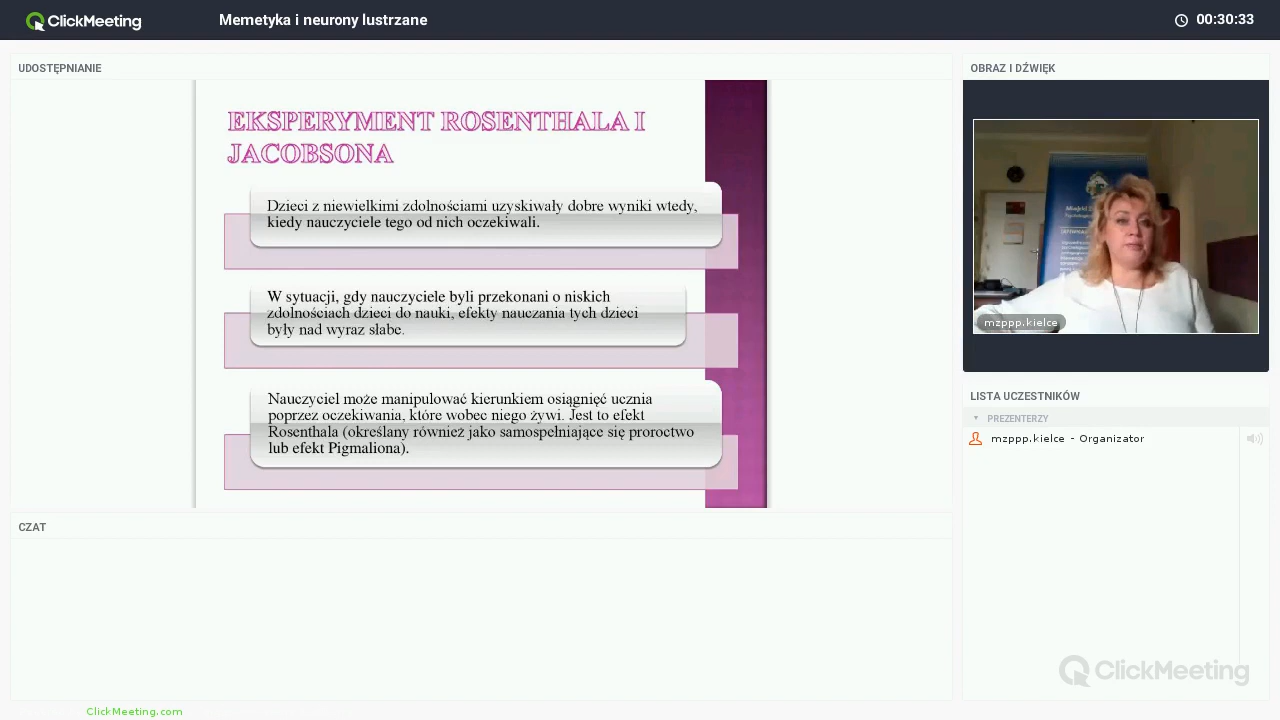 ClickMeeting
Memetyka i neurony lustrzane
00:30:33
UDOSTĘPNIANIE
EKSPERYMENT ROSENTHALA I
JACOBSONA
Dzieci z niewielkimi zdolnościami uzyskiwały dobre wyniki wtedy,
kiedy nauczyciele tego od nich oczekiwali.
W sytuacji, gdy nauczyciele byli przekonani o niskich
zdolnościach dzieci do nauki, efekty nauczania tych dzieci
były nad wyraz słabe.
Nauczyciel może manipulować kierunkiem osiągnięć ucznia
poprzez oczekiwania, które wobec niego żywi. Jest to efekt
Rosenthala (określany również jako samospełniające się proroctwo
lub efekt Pigmaliona).
CZAT
OBRAZ I DŹWIĘK
Miejski
mzppp.kielce
LISTA UCZESTNIKÓW
PREZENTERZY
mzppp.kielce - Organizator
ClickMeeting
ClickMeeting.com